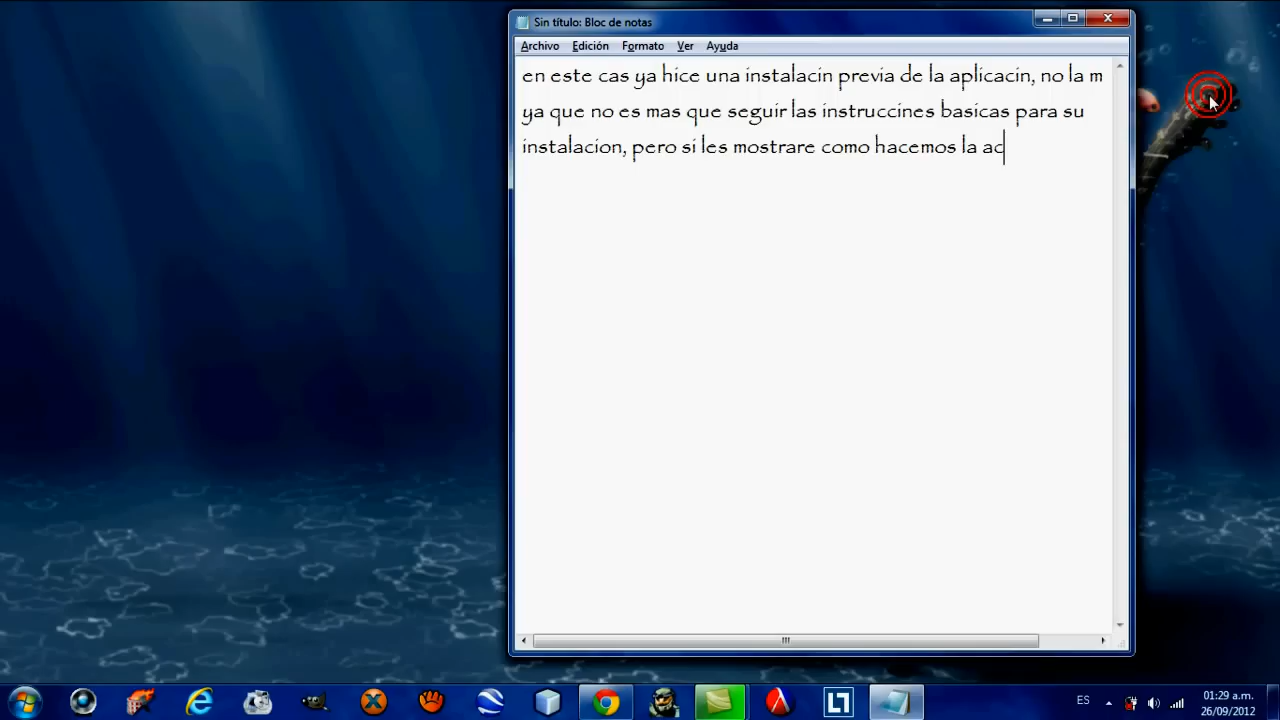 Sin título: Bloc de notas
Archivo Edición Formato Ver Ayuda
en este cas ya hice una instalacin previa de la aplicacin, no la m
ya que no es mas que seguir las instruccines basicas para su
instalacion, pero si les mostrare como hacemos la ac
ES
01:29 a.m.
26/09/2012